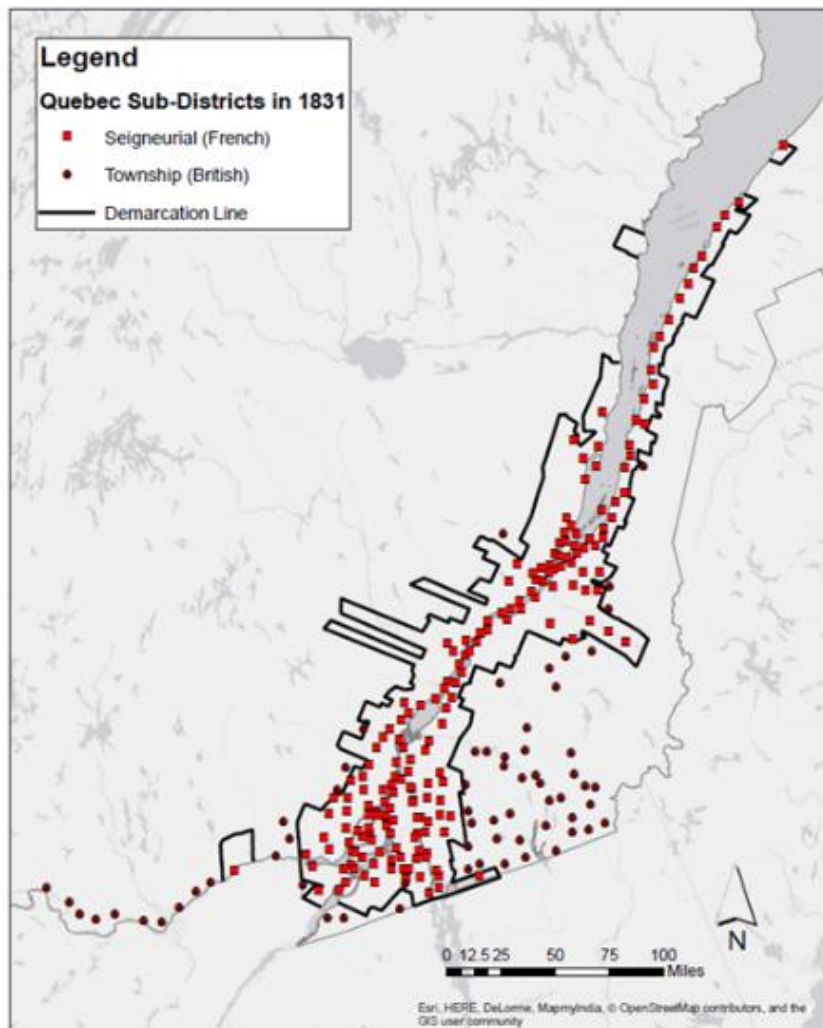 Legend
Quebec Sub-Districts in 1831
Seigneurial (French)
Township (British)
Demarcation Line
N
0 12.5 25 50 75 100
Miles
Esri, HERE, DeLorme, MapmyIndia, © OpenStreetMap contributors, and the
GIS user community